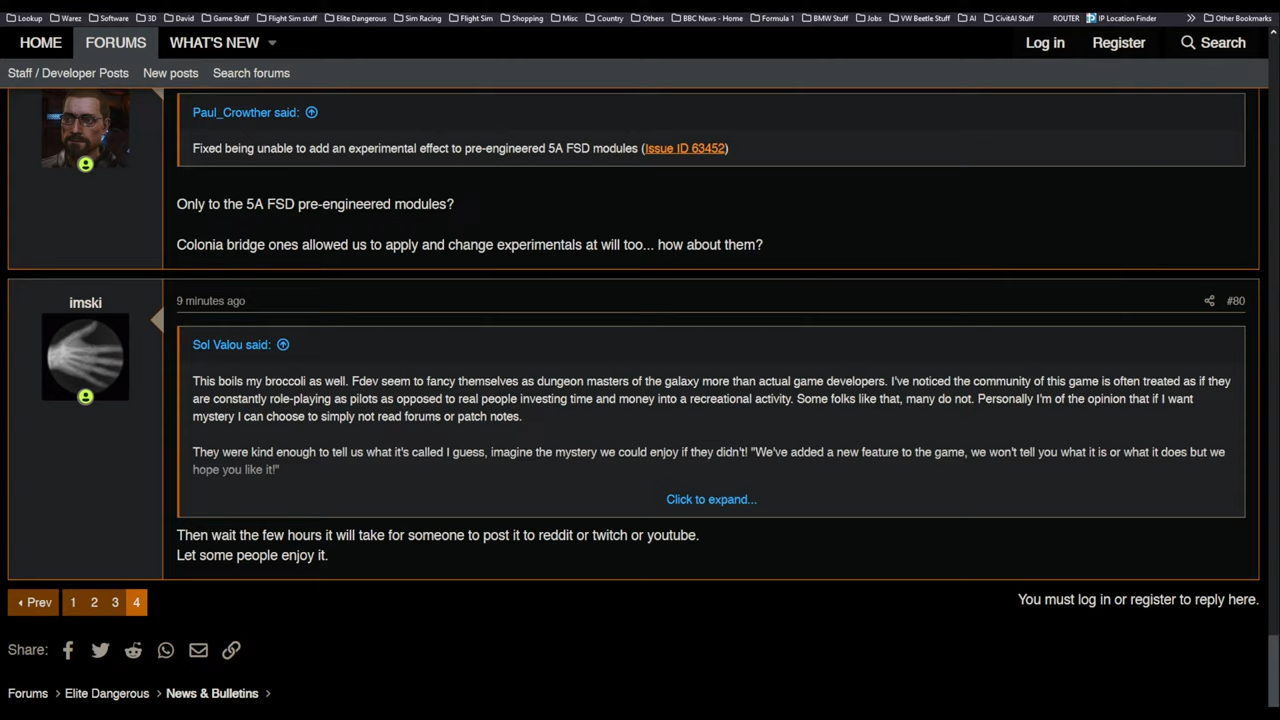 Lookup Warez Software 3D David Game Stuff Flight Sim stuff Elite Dangerous Sim Racing Flight Sim Shopping Misc Country Others BBC News - Home Formula 1 BMW Stuff Jobs VW Beetle Stuff AI CivitAI Stuff ROUTER IP Location Finder Other Bookmarks
HOME FORUMS WHAT'S NEW Log in Register Search
Staff / Developer Posts New posts Search forums
Paul_Crowther said:
Fixed being unable to add an experimental effect to pre-engineered 5A FSD modules (Issue ID 63452)
Only to the 5A FSD pre-engineered modules?
Colonia bridge ones allowed us to apply and change experimentals at will too... how about them?
imski
9 minutes ago #80
Sol Valou said:
This boils my broccoli as well. Fdev seem to fancy themselves as dungeon masters of the galaxy more than actual game developers. I've noticed the community of this game is often treated as if they
are constantly role-playing as pilots as opposed to real people investing time and money into a recreational activity. Some folks like that, many do not. Personally I'm of the opinion that if I want
mystery I can choose to simply not read forums or patch notes.
They were kind enough to tell us what it's called I guess, imagine the mystery we could enjoy if they didn't! "We've added a new feature to the game, we won't tell you what it is or what it does but we
hope you like it!"
Click to expand...
Then wait the few hours it will take for someone to post it to reddit or twitch or youtube.
Let some people enjoy it.
Prev 1 2 3 4
You must log in or register to reply here.
Share:
Forums Elite Dangerous News & Bulletins